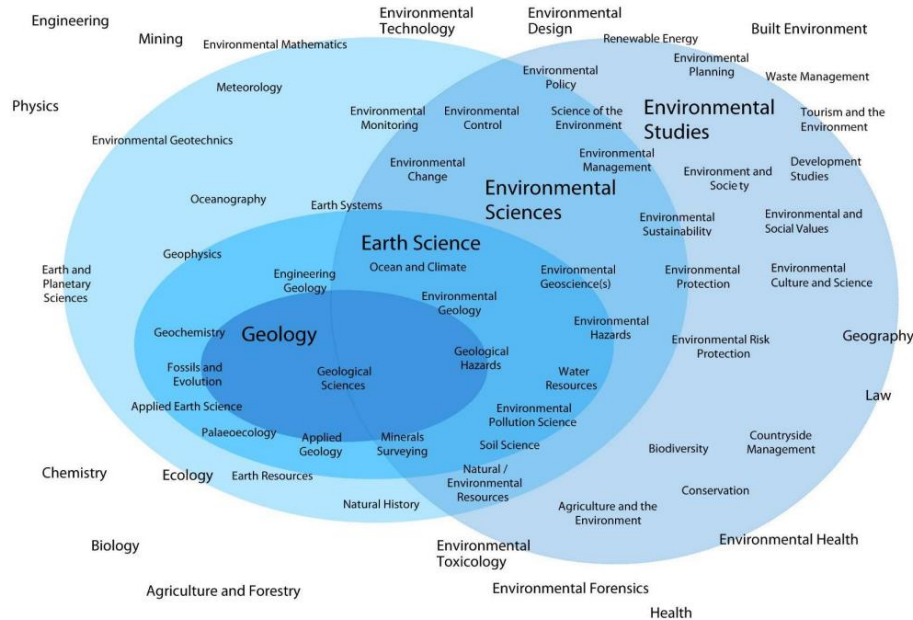 Engineering
Mining
Environmental Mathematics
Environmental
Technology
Environmental
Design
Renewable Energy
Built Environment
Physics
Meteorology
Environmental
Policy
Environmental
Planning
Waste Management
Environmental
Monitoring
Environmental
Control
Science of the
Environment
Environmental
Studies
Tourism and the
Environment
Environmental Geotechnics
Environmental
Change
Environmental
Management
Environment and
Society
Development
Studies
Oceanography
Earth Systems
Environmental
Sciences
Environmental
Sustainability
Environmental and
Social Values
Earth Science
Geophysics
Ocean and Climate
Earth and
Planetary
Sciences
Engineering
Geology
Environmental
Geoscience(s)
Environmental
Protection
Environmental
Culture and Science
Environmental
Geology
Geochemistry
Geology
Environmental
Hazards
Environmental Risk
Protection
Geography
Geological
Hazards
Fossils and
Evolution
Geological
Sciences
Water
Resources
Law
Applied Earth Science
Environmental
Pollution Science
Palaeoecology
Applied
Geology
Minerals
Surveying
Soil Science
Biodiversity
Countryside
Management
Chemistry
Ecology
Earth Resources
Natural /
Environmental
Resources
Conservation
Natural History
Agriculture and the
Environment
Biology
Environmental
Toxicology
Environmental Health
Agriculture and Forestry
Environmental Forensics
Health